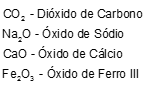 CO₂ - Dióxido de Carbono
Na₂O - Óxido de Sódio
CaO - Óxido de Cálcio
Fe₂O₃ - Óxido de Ferro III